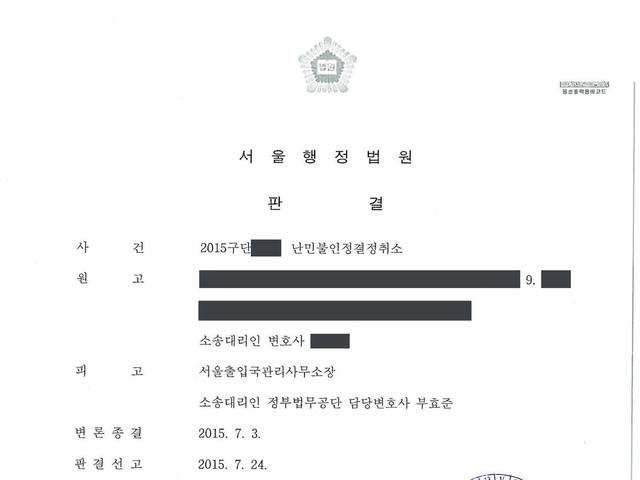 법원
서울행정법원
판 결
사 건 2015구단 난민불인정결정취소
원 고 9.
소송대리인 변호사
피 고 서울출입국관리사무소장
소송대리인 정부법무공단 담당변호사 부효준
변론종결 2015. 7. 3.
판결선고 2015. 7. 24.